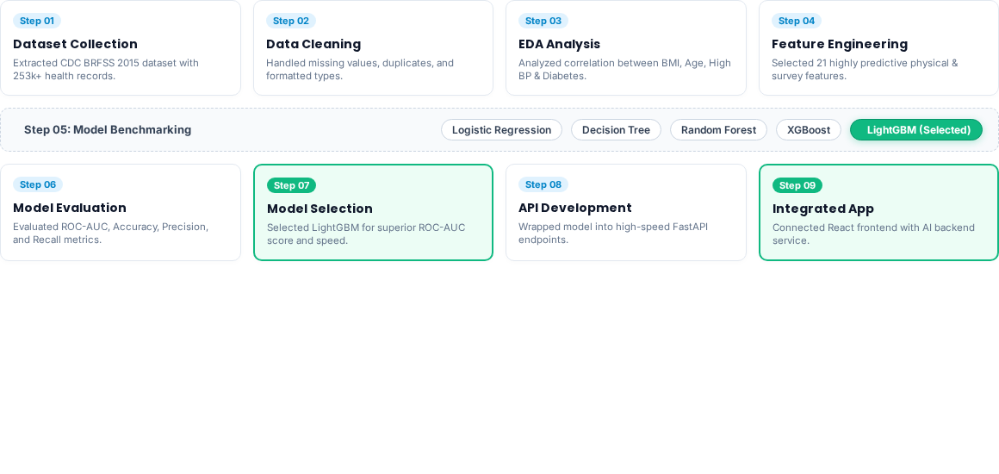 Step 01
Dataset Collection
Extracted CDC BRFSS 2015 dataset with
253k+ health records.
Step 02
Data Cleaning
Handled missing values, duplicates, and
formatted types.
Step 03
EDA Analysis
Analyzed correlation between BMI, Age, High
BP & Diabetes.
Step 04
Feature Engineering
Selected 21 highly predictive physical &
survey features.
Step 05: Model Benchmarking
Logistic Regression
Decision Tree
Random Forest
XGBoost
LightGBM (Selected)
Step 06
Model Evaluation
Evaluated ROC-AUC, Accuracy, Precision,
and Recall metrics.
Step 07
Model Selection
Selected LightGBM for superior ROC-AUC
score and speed.
Step 08
API Development
Wrapped model into high-speed FastAPI
endpoints.
Step 09
Integrated App
Connected React frontend with AI backend
service.